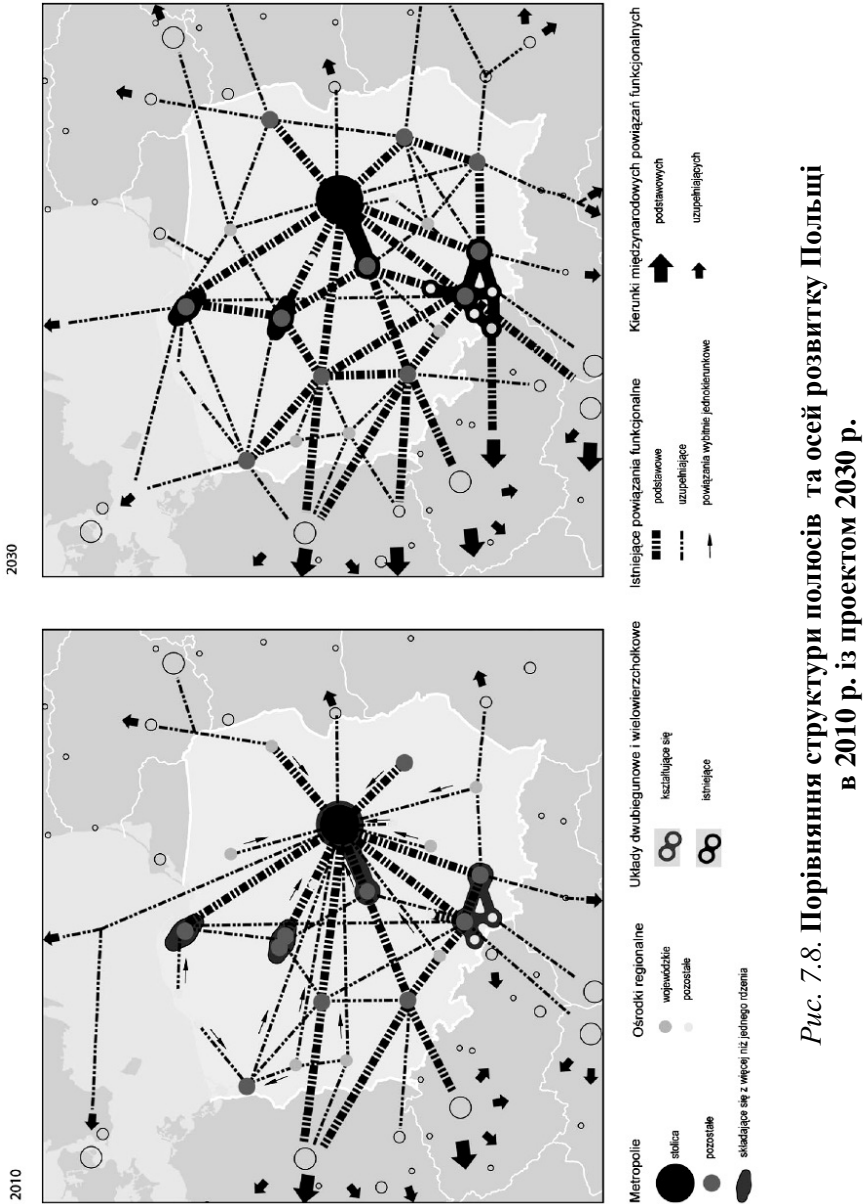 2010
2030
Metropolie
stolica
pozostałe
składające się z więcej niż jednego rdzenia
Ośrodki regionalne
wojewódzkie
pozostałe
Układy dwubiegunowe i wielowierzchołkowe
kształtujące się
istniejące
Istniejące powiązania funkcjonalne
podstawowe
uzupełniające
powiązania wybitnie jednokierunkowe
Kierunki międzynarodowych powiązań funkcjonalnych
podstawowych
uzupełniających
Рис. 7.8. Порівняння структури полюсів та осей розвитку Польщі
в 2010 р. із проектом 2030 р.